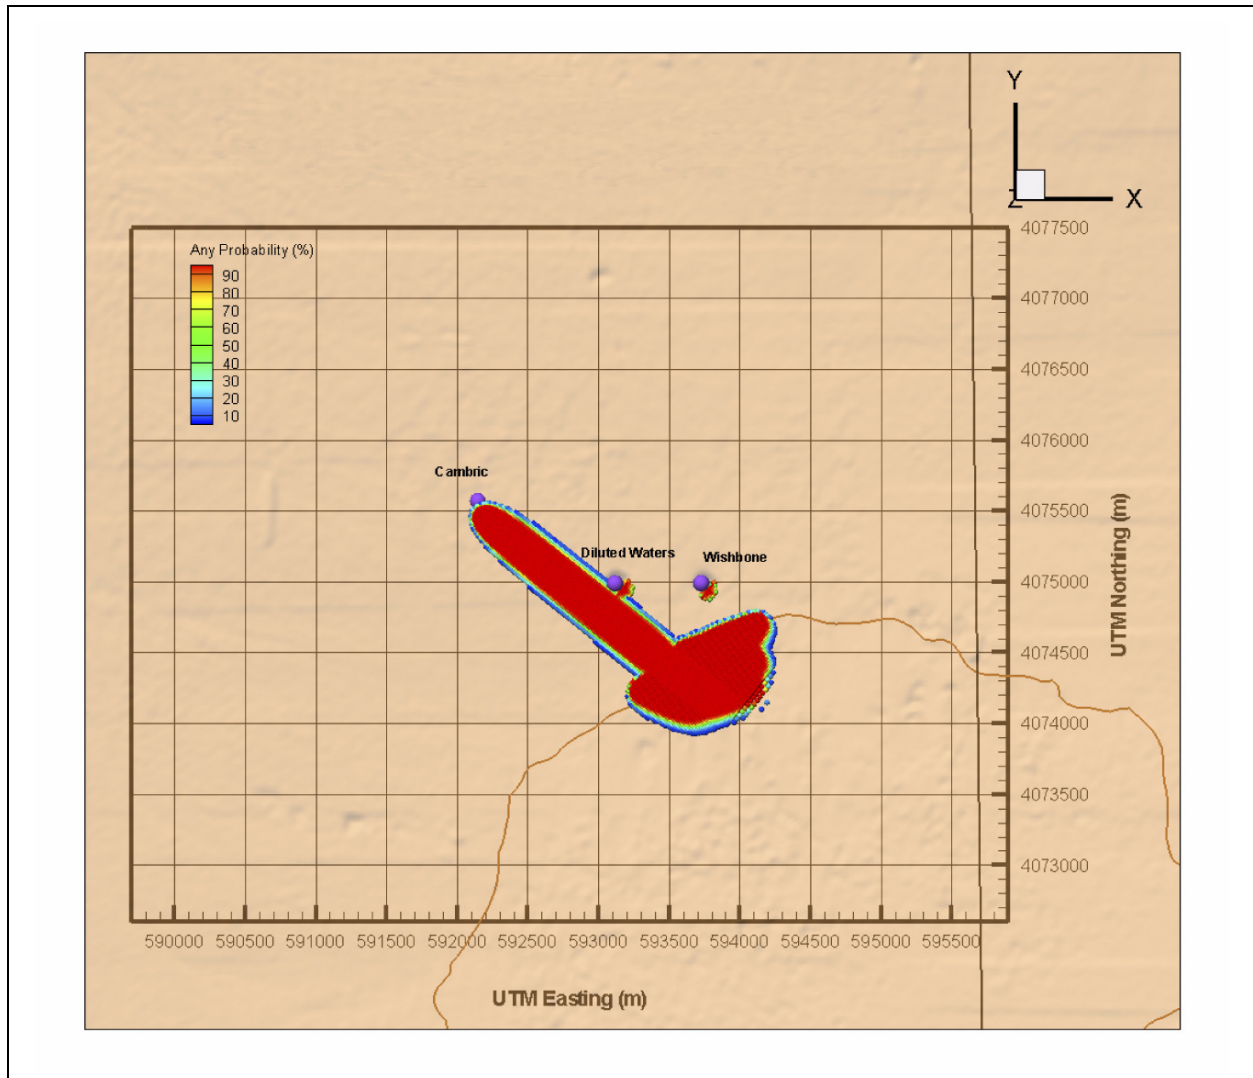 Y
Z
X
Any Probability (%)
90
80
70
60
50
40
30
20
10
4077500
4077000
4076500
4076000
4075500
4075000
4074500
4074000
4073500
4073000
UTM Northing (m)
Cambric
Diluted Waters
Wishbone
590000 590500 591000 591500 592000 592500 593000 593500 594000 594500 595000 595500
UTM Easting (m)